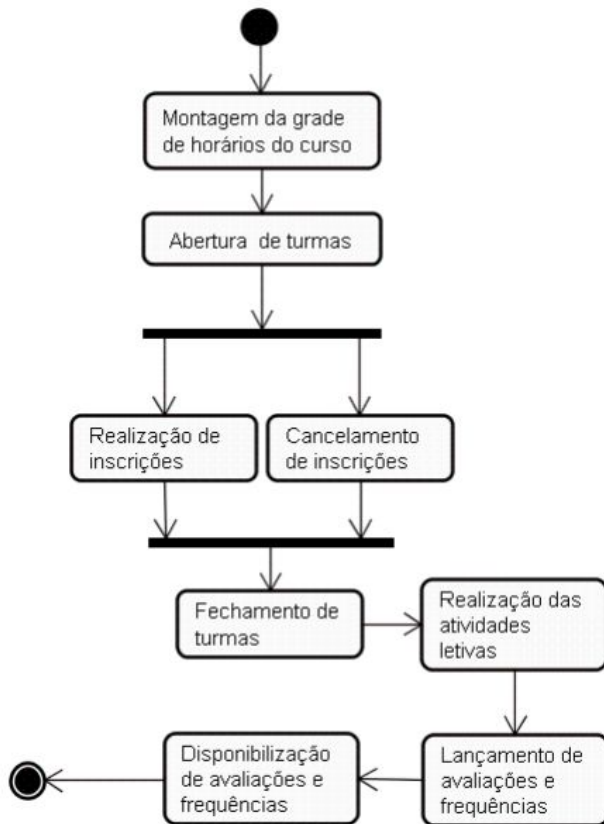 Montagem da grade
de horários do curso
Abertura de turmas
Realização de
inscrições
Cancelamento
de inscrições
Fechamento de
turmas
Realização das
atividades
letivas
Lançamento de
avaliações e
frequências
Disponibilização
de avaliações e
frequências